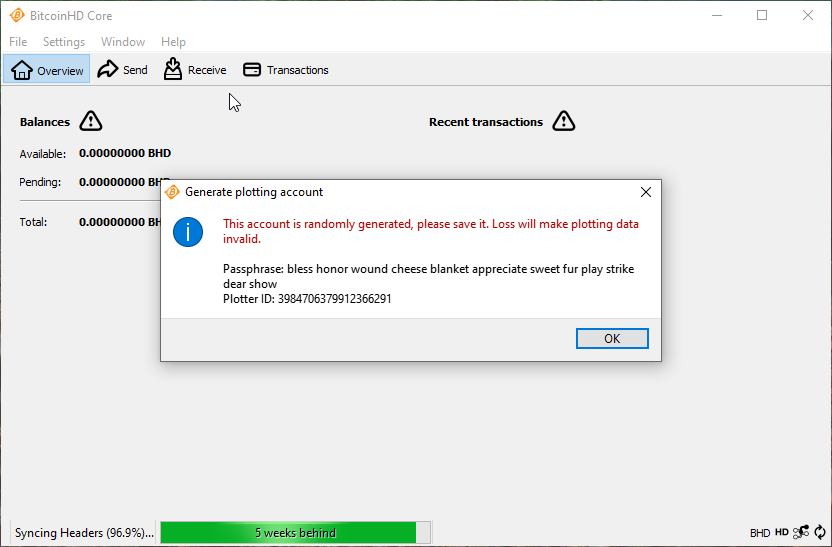 BitcoinHD Core
File Settings Window Help
Overview Send Receive Transactions
Balances Recent transactions
Available: 0.00000000 BHD
Pending: 0.00000000 BHD
Total: 0.00000000 BH
Generate plotting account
This account is randomly generated, please save it. Loss will make plotting data
invalid.
Passphrase: bless honor wound cheese blanket appreciate sweet fur play strike
dear show
Plotter ID: 3984706379912366291
OK
Syncing Headers (96.9%)... 5 weeks behind BHD HD